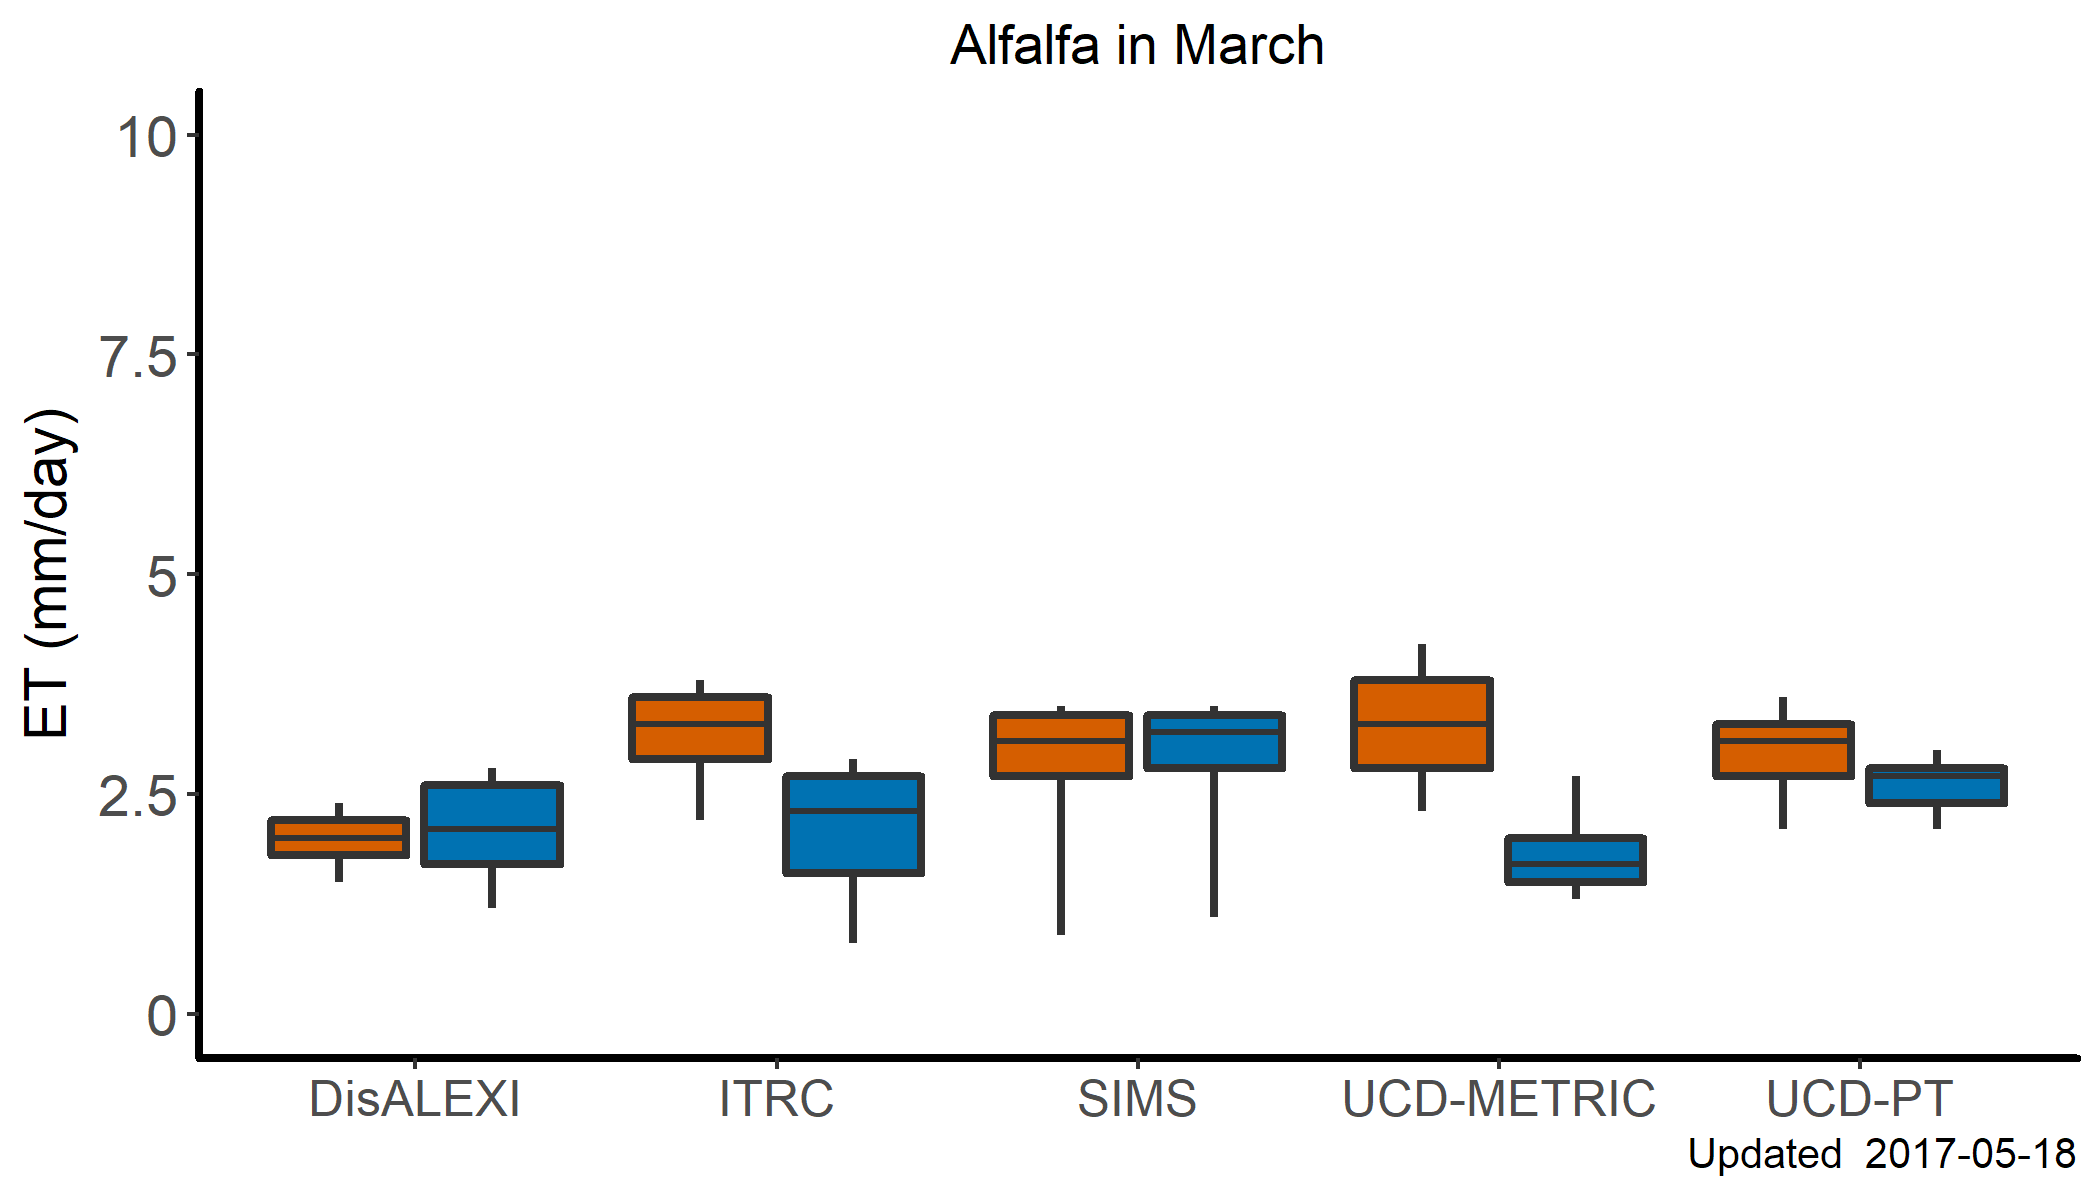 Alfalfa in March
10
7.5
5
2.5
0
ET (mm/day)
DisALEXI ITRC SIMS UCD-METRIC UCD-PT
Updated  2017-05-18